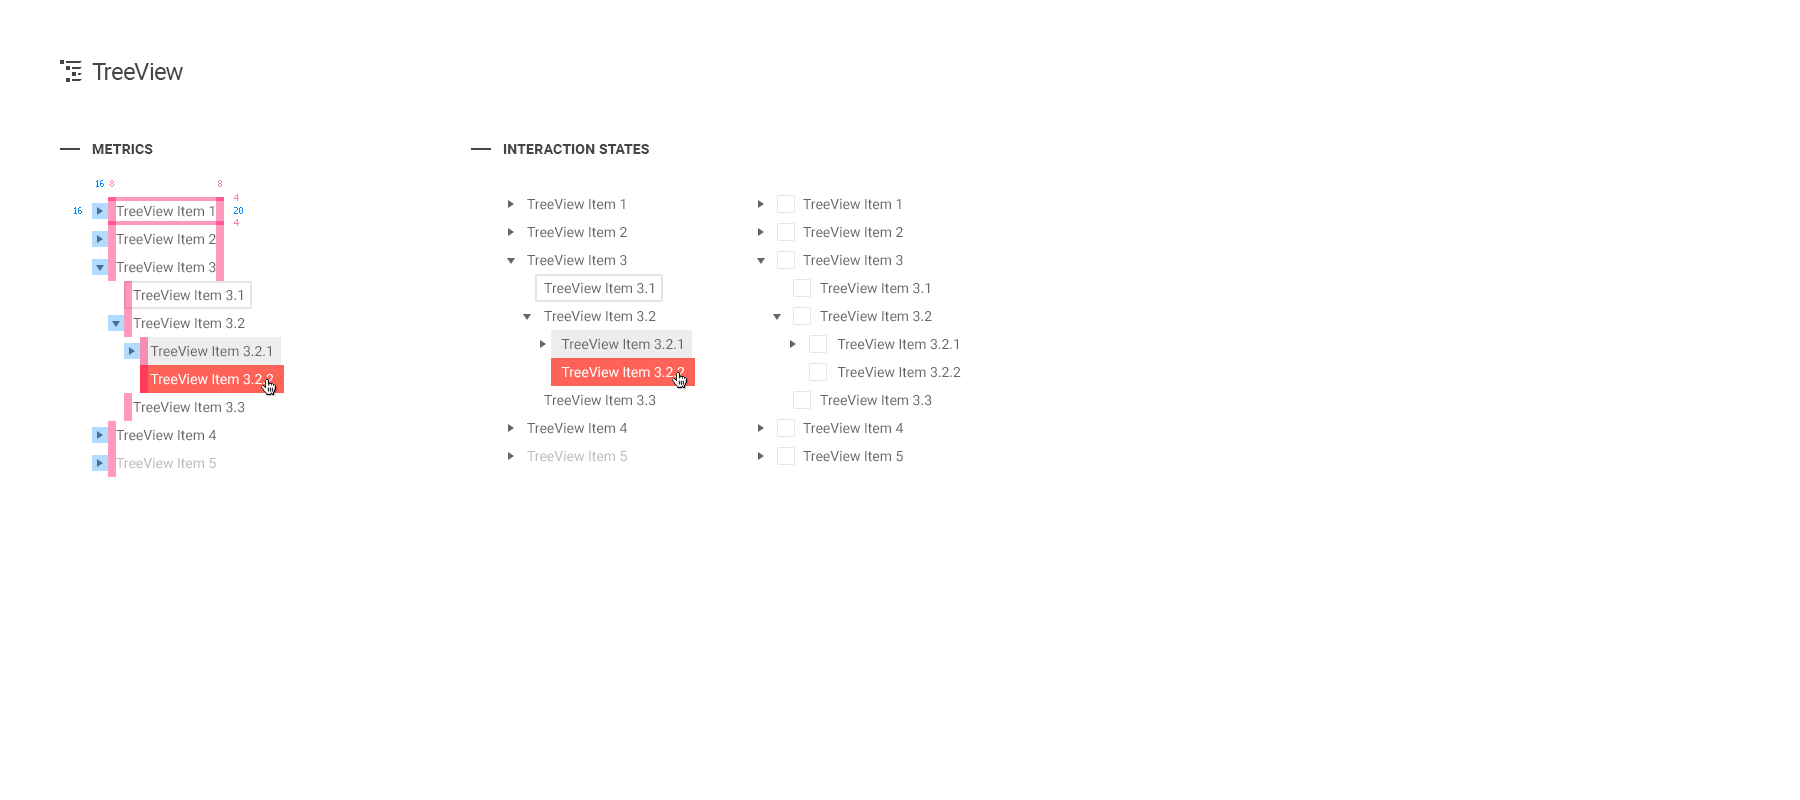 TreeView
METRICS
16 8 8
4
16 TreeView Item 1 20
4
TreeView Item 2
TreeView Item 3
TreeView Item 3.1
TreeView Item 3.2
TreeView Item 3.2.1
TreeView Item 3.2.2
TreeView Item 3.3
TreeView Item 4
TreeView Item 5
INTERACTION STATES
TreeView Item 1
TreeView Item 2
TreeView Item 3
TreeView Item 3.1
TreeView Item 3.2
TreeView Item 3.2.1
TreeView Item 3.2.2
TreeView Item 3.3
TreeView Item 4
TreeView Item 5
TreeView Item 1
TreeView Item 2
TreeView Item 3
TreeView Item 3.1
TreeView Item 3.2
TreeView Item 3.2.1
TreeView Item 3.2.2
TreeView Item 3.3
TreeView Item 4
TreeView Item 5